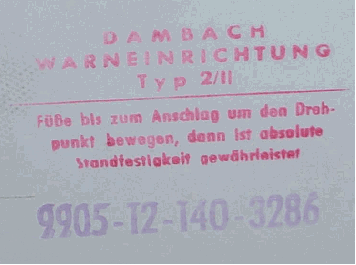 DAMBACH
WARNEINRICHTUNG
Typ 2/II
Füße bis zum Anschlag um den Dreh-
punkt bewegen, dann ist absolute
Standfestigkeit gewährleistet
9905-12-140-3286